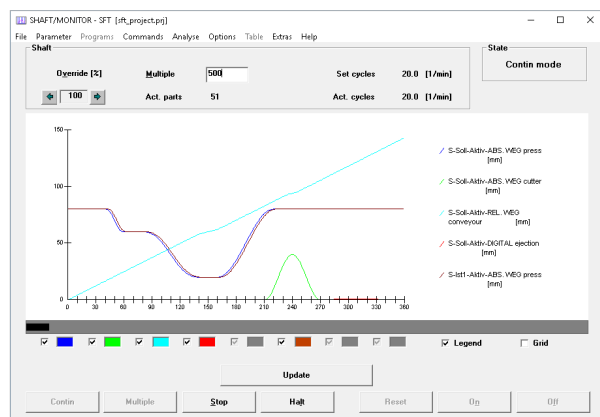 SHAFT/MONITOR - SFT [sft_project.prj]
File Parameter Programs Commands Analyse Options Table Extras Help
Shaft
State
Override [%] Multiple 500 Set cycles 20.0 [1/min]
Contin mode
100 Act. parts 51 Act. cycles 20.0 [1/min]
150
100
50
0
0 30 60 90 120 150 180 210 240 270 300 330 360
S-Soll-Aktiv-ABS. WEG press
[mm]
S-Soll-Aktiv-ABS. WEG cutter
[mm]
S-Soll-Aktiv-REL. WEG
conveyour [mm]
S-Soll-Aktiv-DIGITAL ejection
[mm]
S-Ist1-Aktiv-ABS. WEG press
[mm]
Legend Grid
Update
Contin Multiple Stop Halt Reset On Off